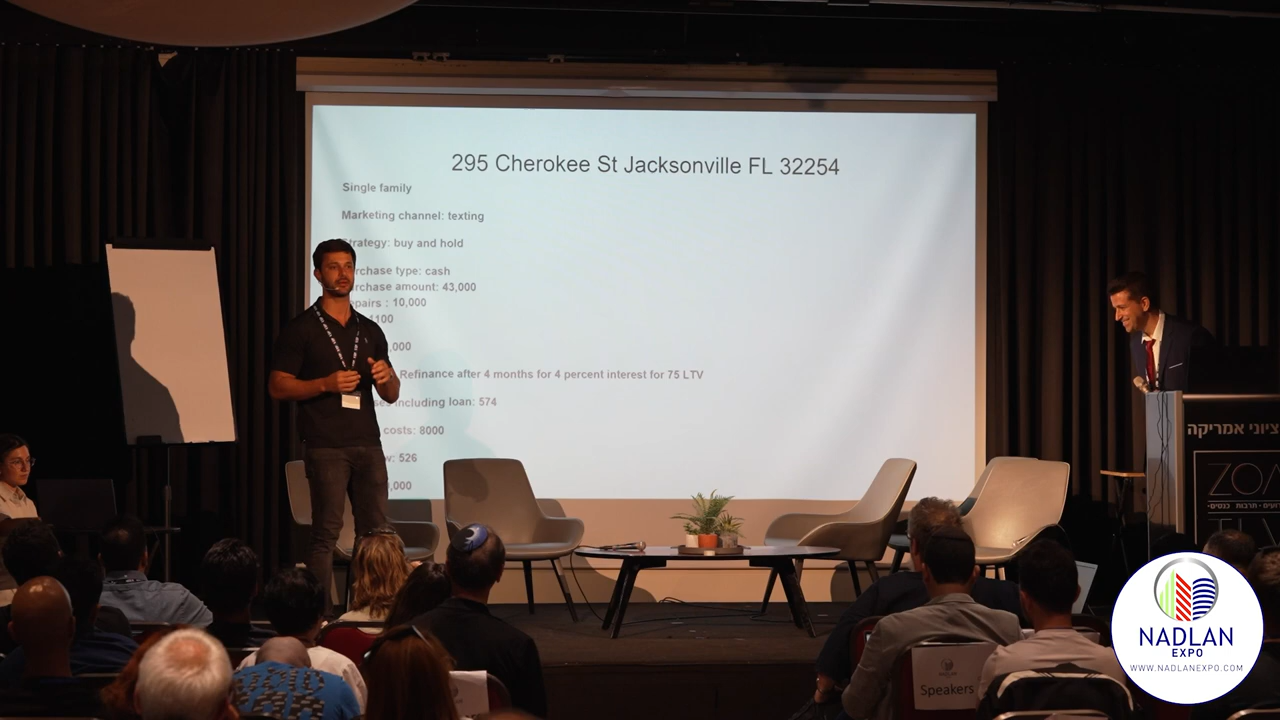 295 Cherokee St Jacksonville FL 32254
Single family
Marketing channel: texting
trategy: buy and hold
rchase type: cash
rchase amount: 43,000
epairs : 10,000
1100
,000
Refinance after 4 months for 4 percent interest for 75 LTV
ses including loan: 574
costs: 8000
w: 526
,000
ציוני אמריקה
ZOA
Speakers
NADLAN
EXPO
WWW.NADLANEXPO.COM